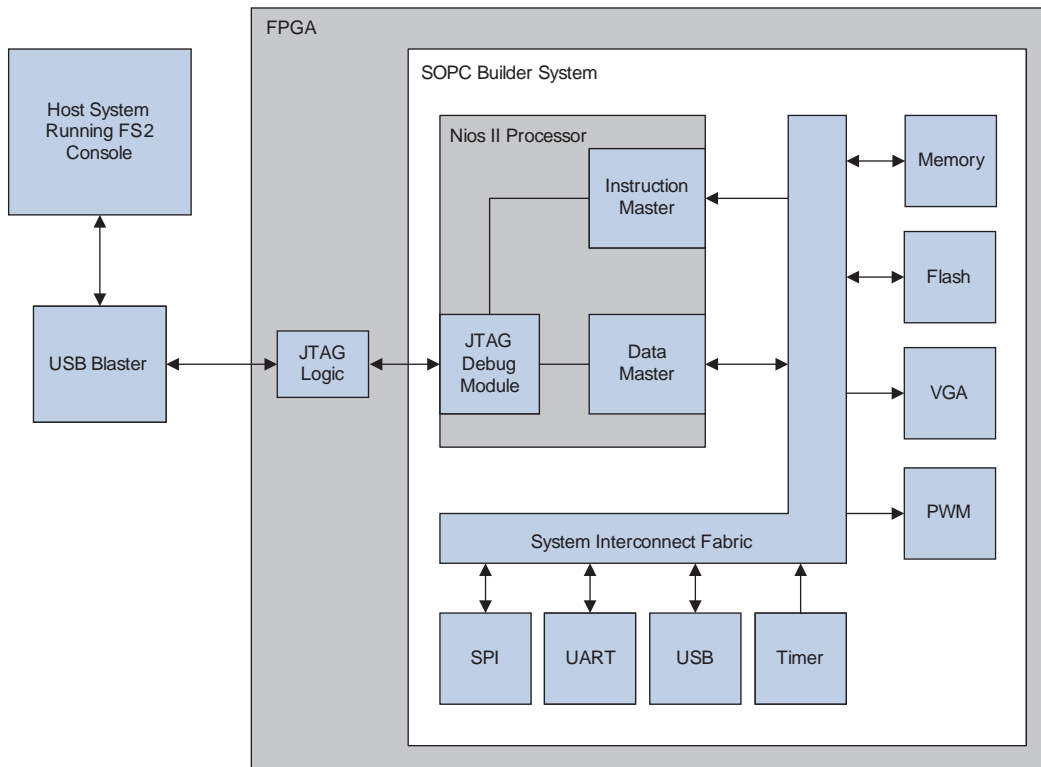 FPGA
SOPC Builder System
Host System
Running FS2
Console
Nios II Processor
Instruction
Master
Memory
Flash
USB Blaster
JTAG
Logic
JTAG
Debug
Module
Data
Master
VGA
PWM
System Interconnect Fabric
SPI
UART
USB
Timer